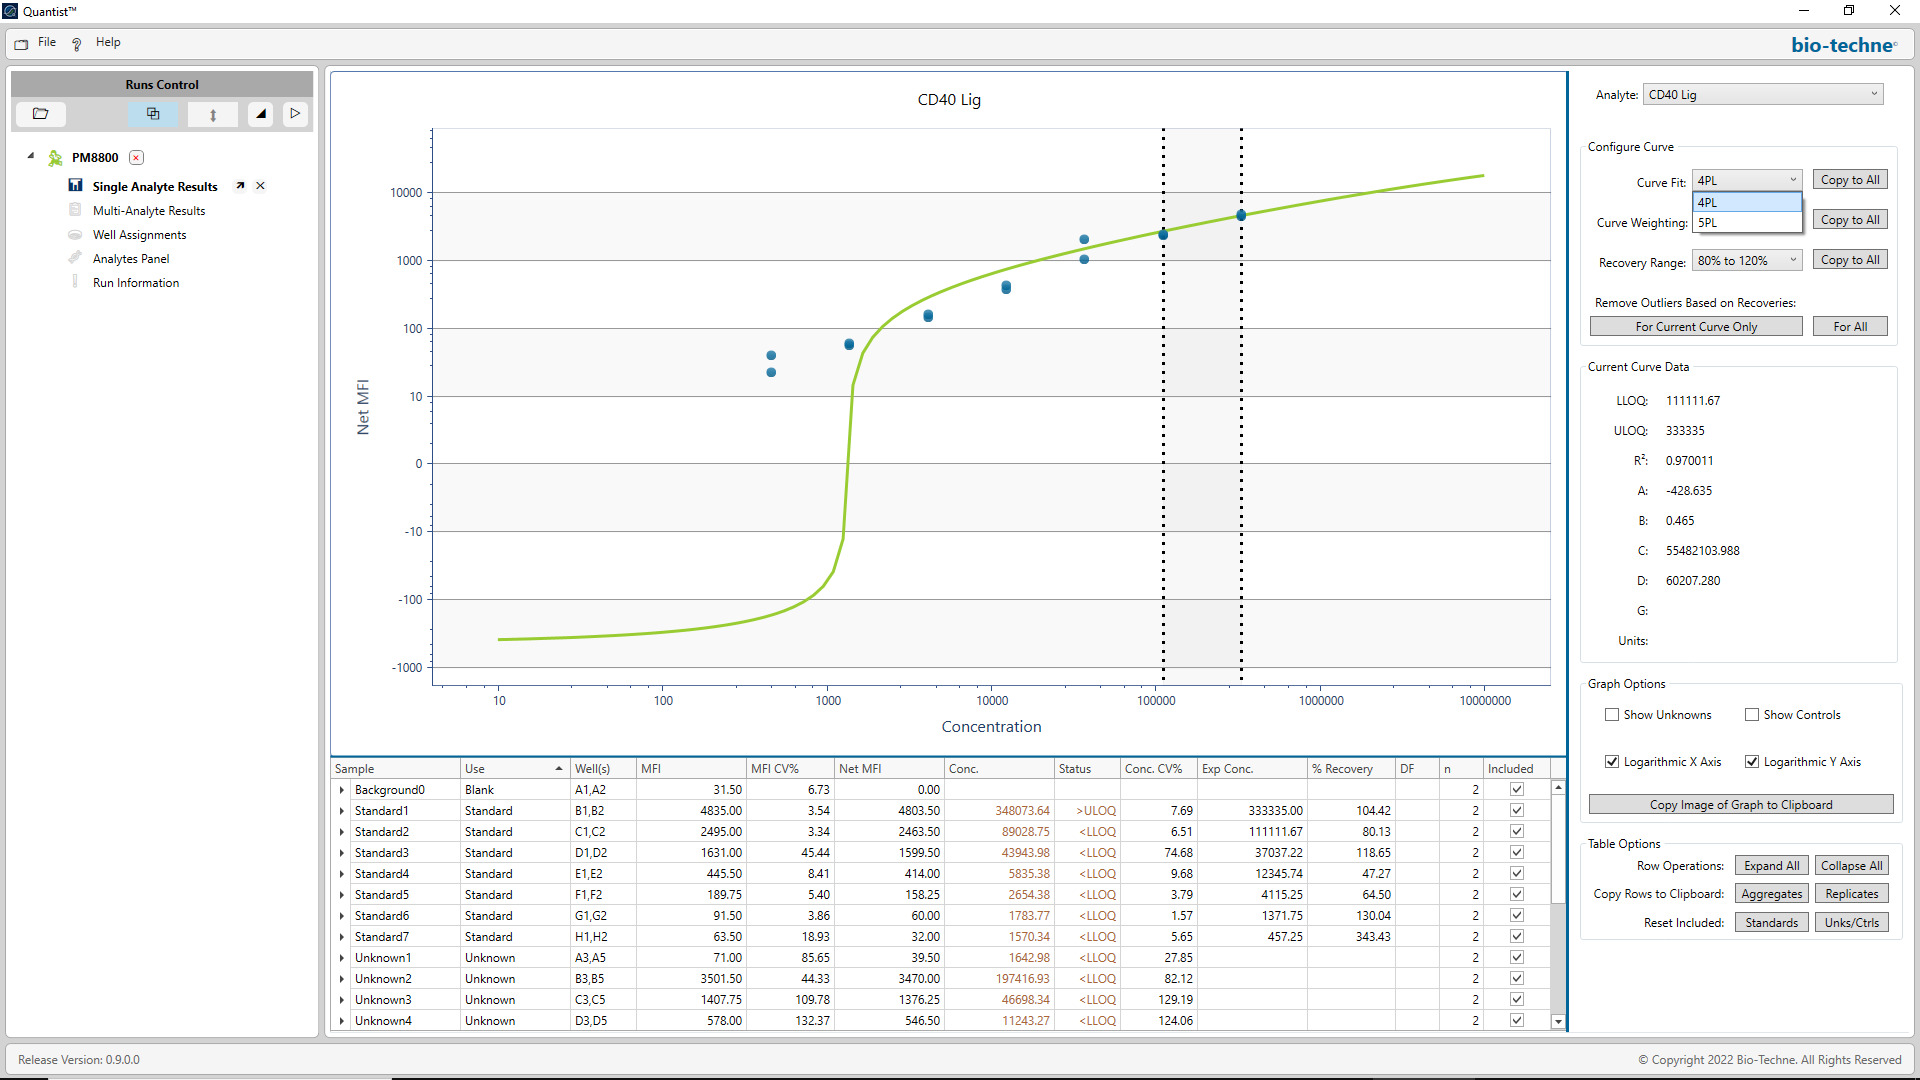 Quantist™
File Help
bio-techne
Runs Control
PM8800
Single Analyte Results
Multi-Analyte Results
Well Assignments
Analytes Panel
Run Information
CD40 Lig
Net MFI
10000
1000
100
10
0
-10
-100
-1000
10 100 1000 10000 100000 1000000 10000000
Concentration
Analyte: CD40 Lig
Configure Curve
Curve Fit: 4PL Copy to All
4PL
5PL
Curve Weighting: Copy to All
Recovery Range: 80% to 120% Copy to All
Remove Outliers Based on Recoveries:
For Current Curve Only For All
Current Curve Data
LLOQ: 111111.67
ULOQ: 333335
R²: 0.970011
A: -428.635
B: 0.465
C: 55482103.988
D: 60207.280
G:
Units:
Graph Options
Show Unknowns Show Controls
Logarithmic X Axis Logarithmic Y Axis
Copy Image of Graph to Clipboard
Table Options
Row Operations: Expand All Collapse All
Copy Rows to Clipboard: Aggregates Replicates
Reset Included: Standards Unks/Ctrls
Sample Use Well(s) MFI MFI CV% Net MFI Conc. Status Conc. CV% Exp Conc. % Recovery DF n Included
Background0 Blank A1,A2 31.50 6.73 0.00 2
Standard1 Standard B1,B2 4835.00 3.54 4803.50 348073.64 >ULOQ 7.69 333335.00 104.42 2
Standard2 Standard C1,C2 2495.00 3.34 2463.50 89028.75 <LLOQ 6.51 111111.67 80.13 2
Standard3 Standard D1,D2 1631.00 45.44 1599.50 43943.98 <LLOQ 74.68 37037.22 118.65 2
Standard4 Standard E1,E2 445.50 8.41 414.00 5835.38 <LLOQ 9.68 12345.74 47.27 2
Standard5 Standard F1,F2 189.75 5.40 158.25 2654.38 <LLOQ 3.79 4115.25 64.50 2
Standard6 Standard G1,G2 91.50 3.86 60.00 1783.77 <LLOQ 1.57 1371.75 130.04 2
Standard7 Standard H1,H2 63.50 18.93 32.00 1570.34 <LLOQ 5.65 457.25 343.43 2
Unknown1 Unknown A3,A5 71.00 85.65 39.50 1642.98 <LLOQ 27.85 2
Unknown2 Unknown B3,B5 3501.50 44.33 3470.00 197416.93 <LLOQ 82.12 2
Unknown3 Unknown C3,C5 1407.75 109.78 1376.25 46698.34 <LLOQ 129.19 2
Unknown4 Unknown D3,D5 578.00 132.37 546.50 11243.27 <LLOQ 124.06 2
Release Version: 0.9.0.0
© Copyright 2022 Bio-Techne. All Rights Reserved